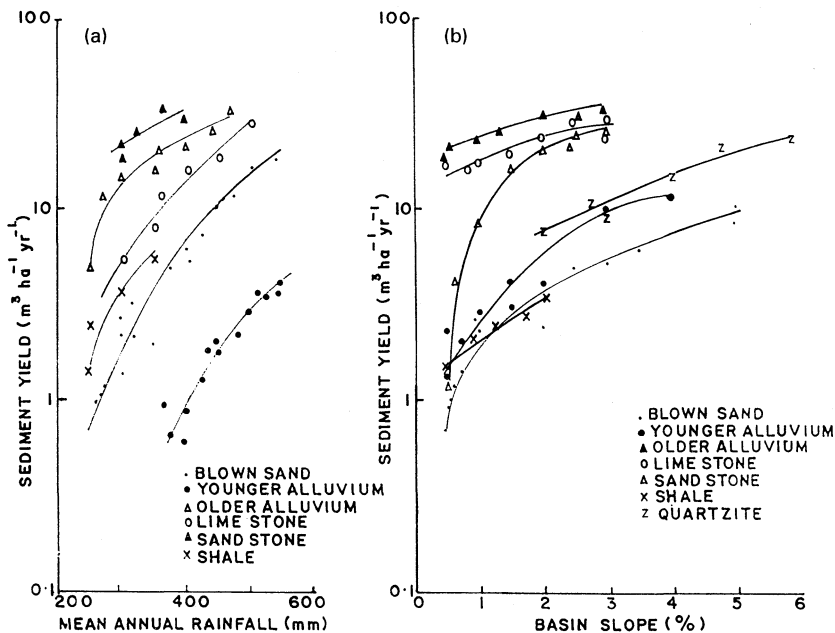 (a)
100
10
1
0·1
SEDIMENT YIELD (m³ ha⁻¹ yr⁻¹)
200 400 600
MEAN ANNUAL RAINFALL (mm)
· BLOWN SAND
● YOUNGER ALLUVIUM
△ OLDER ALLUVIUM
○ LIME STONE
▲ SAND STONE
× SHALE
(b)
100
10
1
0·1
SEDIMENT YIELD (m³ ha⁻¹ yr⁻¹)
0 1 2 3 4 5 6
BASIN SLOPE (%)
· BLOWN SAND
● YOUNGER ALLUVIUM
▲ OLDER ALLUVIUM
○ LIME STONE
△ SAND STONE
× SHALE
Z QUARTZITE